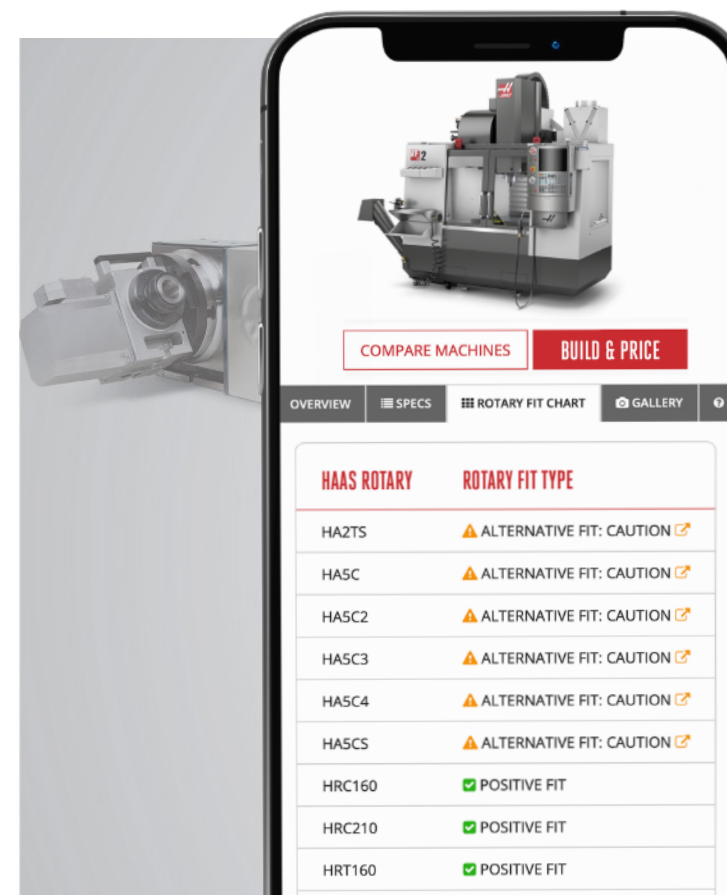 COMPARE MACHINES
BUILD & PRICE
OVERVIEW
SPECS
ROTARY FIT CHART
GALLERY
HAAS ROTARY ROTARY FIT TYPE
HA2TS ALTERNATIVE FIT: CAUTION
HA5C ALTERNATIVE FIT: CAUTION
HA5C2 ALTERNATIVE FIT: CAUTION
HA5C3 ALTERNATIVE FIT: CAUTION
HA5C4 ALTERNATIVE FIT: CAUTION
HA5CS ALTERNATIVE FIT: CAUTION
HRC160 POSITIVE FIT
HRC210 POSITIVE FIT
HRT160 POSITIVE FIT